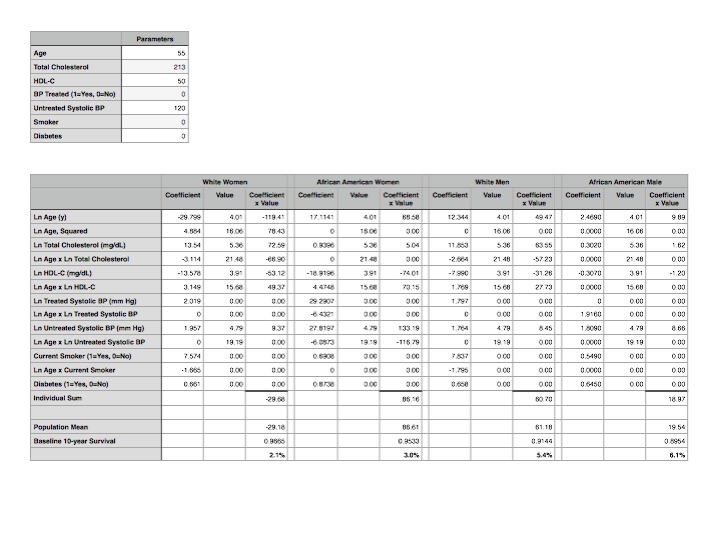 Parameters
Age 55
Total Cholesterol 213
HDL-C 50
BP Treated (1=Yes, 0=No) 0
Untreated Systolic BP 120
Smoker 0
Diabetes 0
White Women African American Women White Men African American Male
Coefficient Value Coefficient x Value Coefficient Value Coefficient x Value Coefficient Value Coefficient x Value Coefficient Value Coefficient x Value
Ln Age (y) -29.799 4.01 -119.41 17.1141 4.01 68.58 12.344 4.01 49.47 2.4690 4.01 9.89
Ln Age, Squared 4.884 16.06 78.43 0 16.06 0.00 0 16.06 0.00 0.0000 16.06 0.00
Ln Total Cholesterol (mg/dL) 13.54 5.36 72.59 0.9396 5.36 5.04 11.853 5.36 63.55 0.3020 5.36 1.62
Ln Age x Ln Total Cholesterol -3.114 21.48 -66.90 0 21.48 0.00 -2.664 21.48 -57.23 0.0000 21.48 0.00
Ln HDL-C (mg/dL) -13.578 3.91 -53.12 -18.9196 3.91 -74.01 -7.990 3.91 -31.26 -0.3070 3.91 -1.20
Ln Age x Ln HDL-C 3.149 15.68 49.37 4.4748 15.68 70.15 1.769 15.68 27.73 0.0000 15.68 0.00
Ln Treated Systolic BP (mm Hg) 2.019 0.00 0.00 29.2907 0.00 0.00 1.797 0.00 0.00 0 0.00 0.00
Ln Age x Ln Treated Systolic BP 0 0.00 0.00 -6.4321 0.00 0.00 0 0.00 0.00 1.9160 0.00 0.00
Ln Untreated Systolic BP (mm Hg) 1.957 4.79 9.37 27.8197 4.79 133.19 1.764 4.79 8.45 1.8090 4.79 8.66
Ln Age x Ln Untreated Systolic BP 0 19.19 0.00 -6.0873 19.19 -116.79 0 19.19 0.00 0.0000 19.19 0.00
Current Smoker (1=Yes, 0=No) 7.574 0.00 0.00 0.6908 0.00 0.00 7.837 0.00 0.00 0.5490 0.00 0.00
Ln Age x Current Smoker -1.665 0.00 0.00 0 0.00 0.00 -1.795 0.00 0.00 0.0000 0.00 0.00
Diabetes (1=Yes, 0=No) 0.661 0.00 0.00 0.8738 0.00 0.00 0.658 0.00 0.00 0.6450 0.00 0.00
Individual Sum -29.68 86.16 60.70 18.97
Population Mean -29.18 86.61 61.18 19.54
Baseline 10-year Survival 0.9665 0.9533 0.9144 0.8954
2.1% 3.0% 5.4% 6.1%